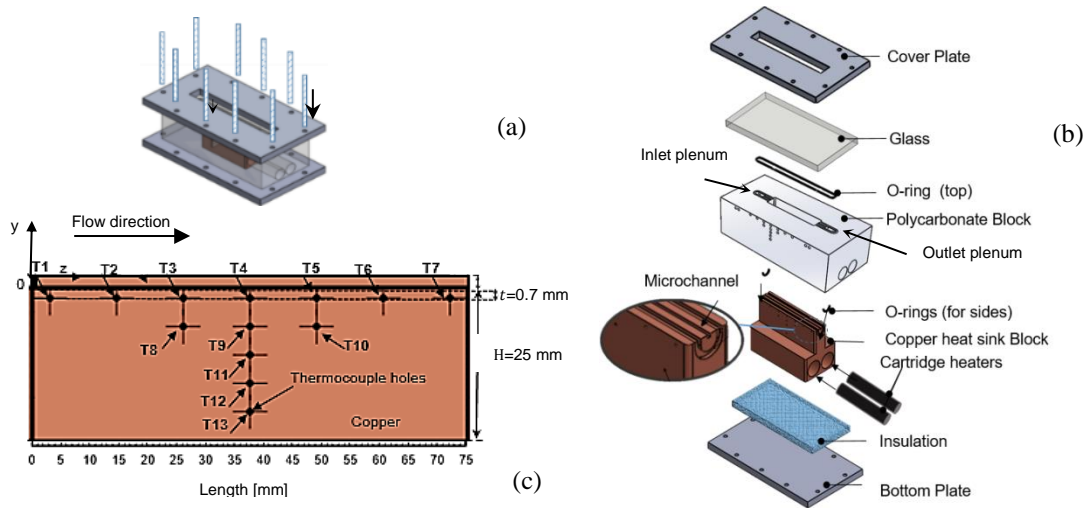 (a)
y
Flow direction
0
T1
z
T2
T3
T4
T5
T6
T7
t=0.7 mm
T8
T9
T10
H=25 mm
T11
T12
Thermocouple holes
T13
Copper
0 5 10 15 20 25 30 35 40 45 50 55 60 65 70 75
Length [mm]
(c)
(b)
Cover Plate
Glass
Inlet plenum
O-ring (top)
Polycarbonate Block
Outlet plenum
Microchannel
O-rings (for sides)
Copper heat sink Block
Cartridge heaters
Insulation
Bottom Plate